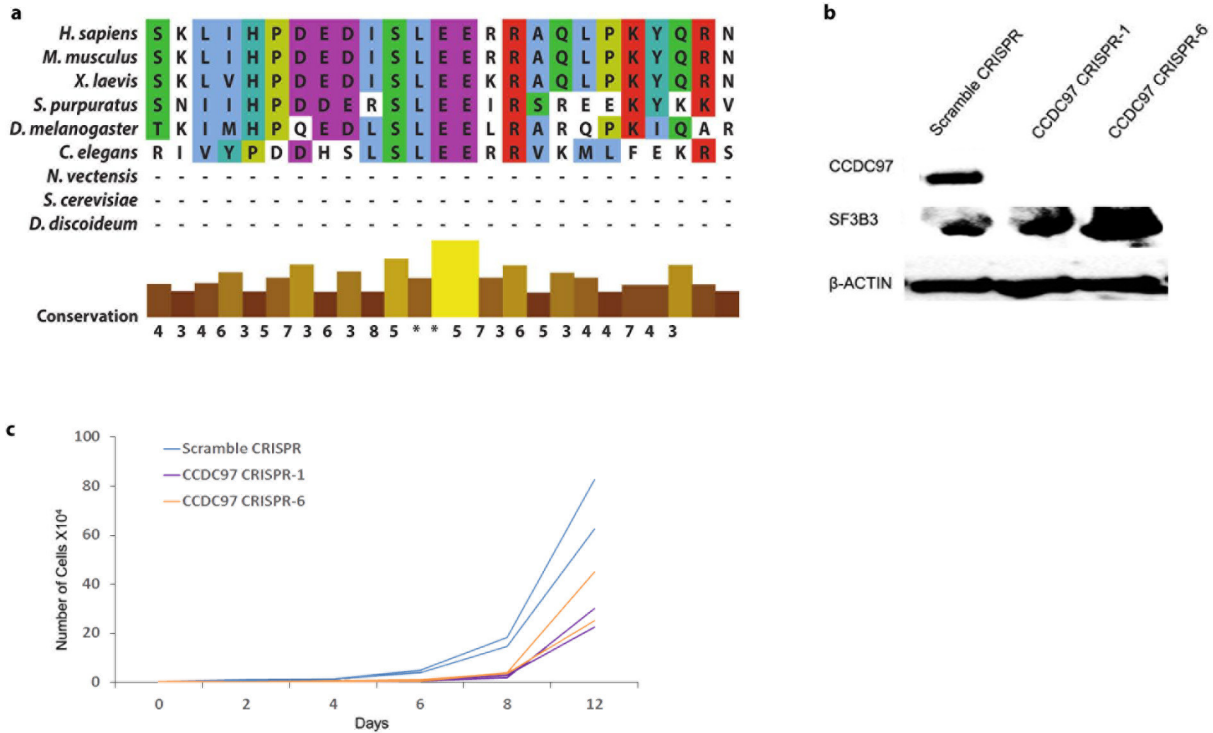 a
H. sapiens S K L I H P D E D I S L E E R R A Q L P K Y Q R N
M. musculus S K L I H P D E D I S L E E R R A Q L P K Y Q R N
X. laevis S K L V H P D E D I S L E E K R A Q L P K Y Q R N
S. purpuratus S N I I H P D D E R S L E E I R S R E E K Y K K V
D. melanogaster T K I M H P Q E D L S L E E L R A R Q P K I Q A R
C. elegans R I V Y P D D H S L S L E E R R V K M L F E K R S
N. vectensis - - - - - - - - - - - - - - - - - - - - - - - - -
S. cerevisiae - - - - - - - - - - - - - - - - - - - - - - - - -
D. discoideum - - - - - - - - - - - - - - - - - - - - - - - - -
Conservation
4 3 4 6 3 5 7 3 6 3 8 5 * * 5 7 3 6 5 3 4 4 7 4 3
b
Scramble CRISPR
CCDC97 CRISPR-1
CCDC97 CRISPR-6
CCDC97
SF3B3
β-ACTIN
c
Number of Cells X10⁴
100
80
60
40
20
0
Scramble CRISPR
CCDC97 CRISPR-1
CCDC97 CRISPR-6
0 2 4 6 8 12
Days